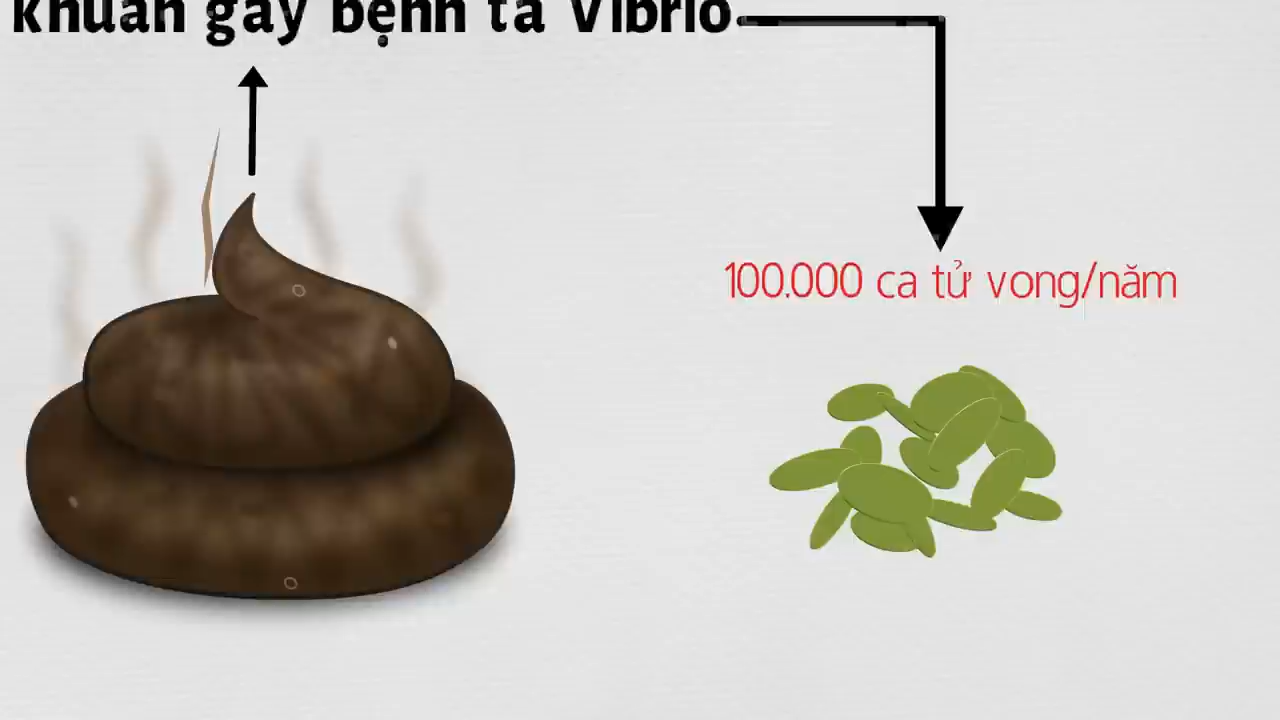 khuẩn gây bệnh tả Vibrio
100.000 ca tử vong/năm